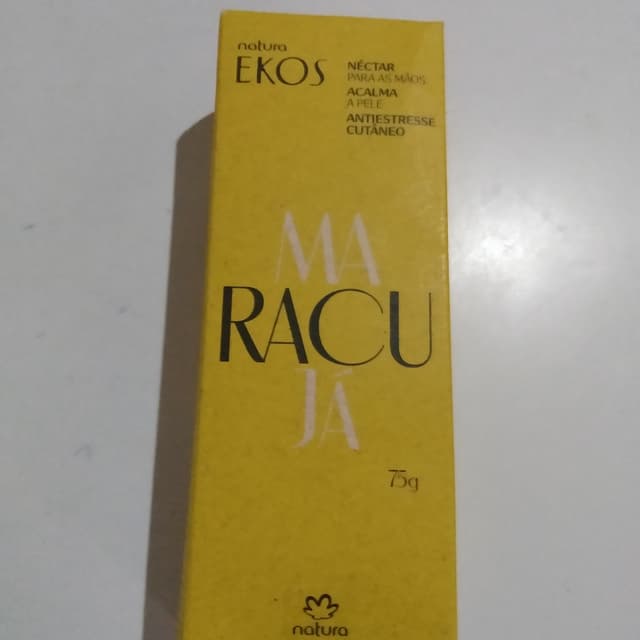 natura
EKOS
NÉCTAR
PARA AS MÃOS
ACALMA
A PELE
ANTIESTRESSE
CUTÂNEO
MA
RACU
JÁ
75g
natura